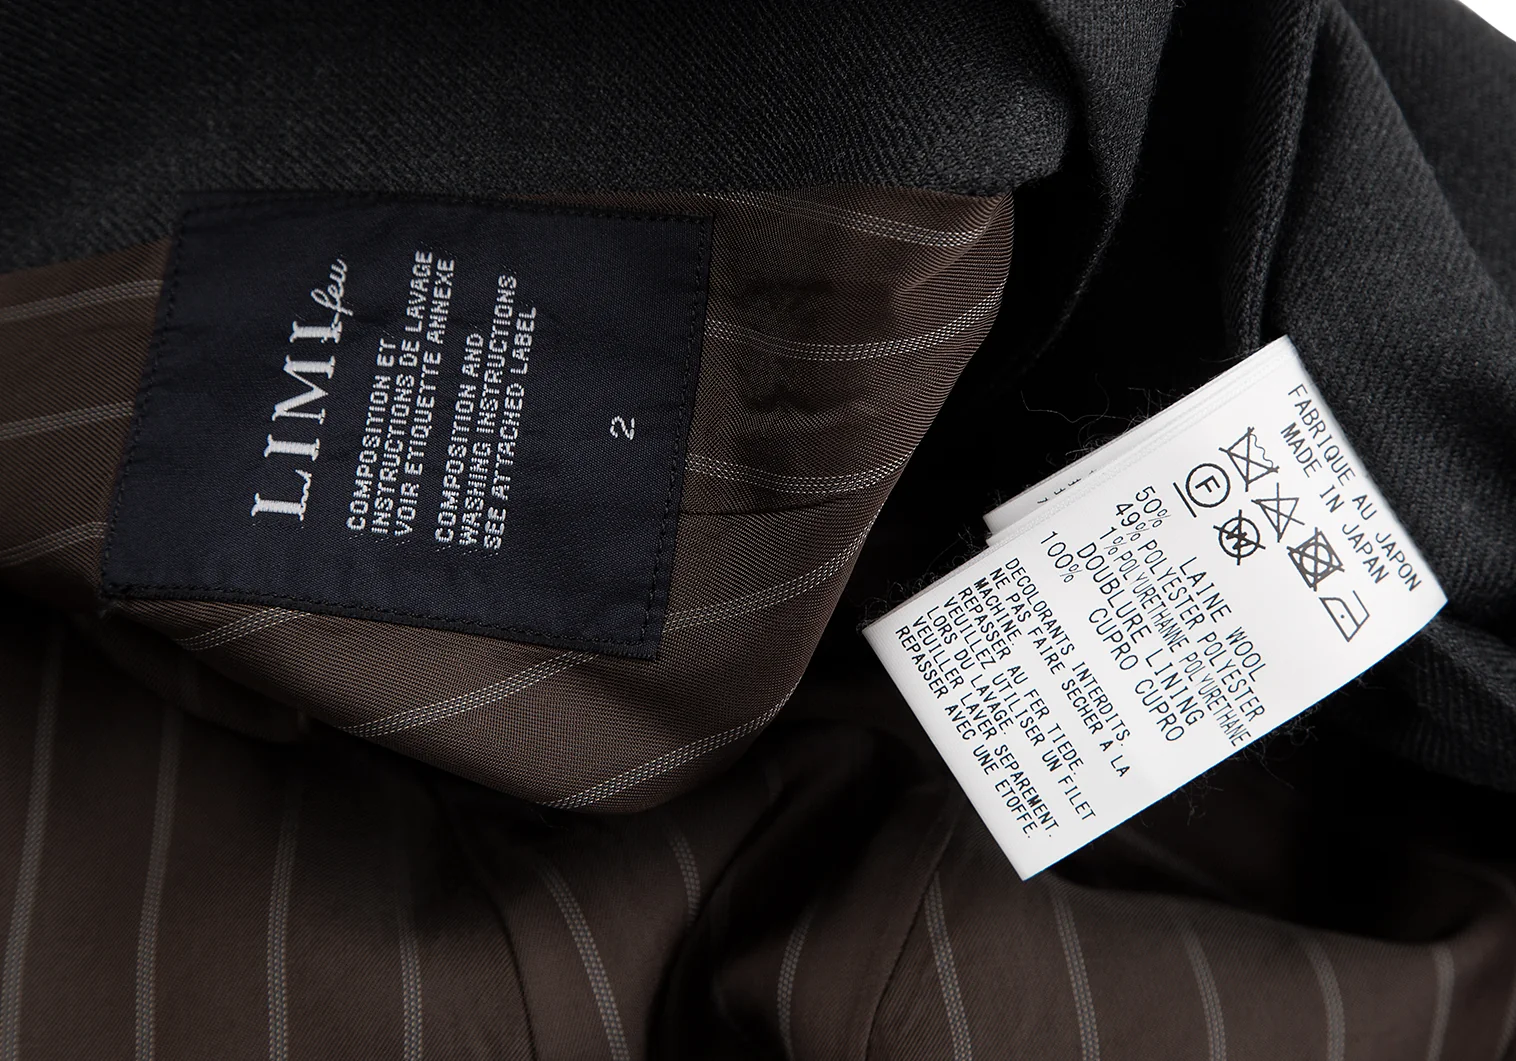 LIMI feu
COMPOSITION ET
INSTRUCTIONS DE LAVAGE
VOIR ETIQUETTE ANNEXE
COMPOSITION AND
WASHING INSTRUCTIONS
SEE ATTACHED LABEL
2
FABRIQUE AU JAPON
MADE IN JAPAN
F
W
LAINE WOOL
50% POLYESTER POLYESTER
49% POLYURETHANNE POLYURETHANE
1% DOUBLURE LINING
100% CUPRO CUPRO
DECOLORANTS INTERDITS.
NE PAS FAIRE SECHER A LA
MACHINE.
REPASSER AU FER TIEDE.
VEUILLEZ UTILISER UN FILET
LORS DU LAVAGE.
VEUILLER LAVER SEPAREMENT.
REPASSER AVEC UNE ETOFFE.